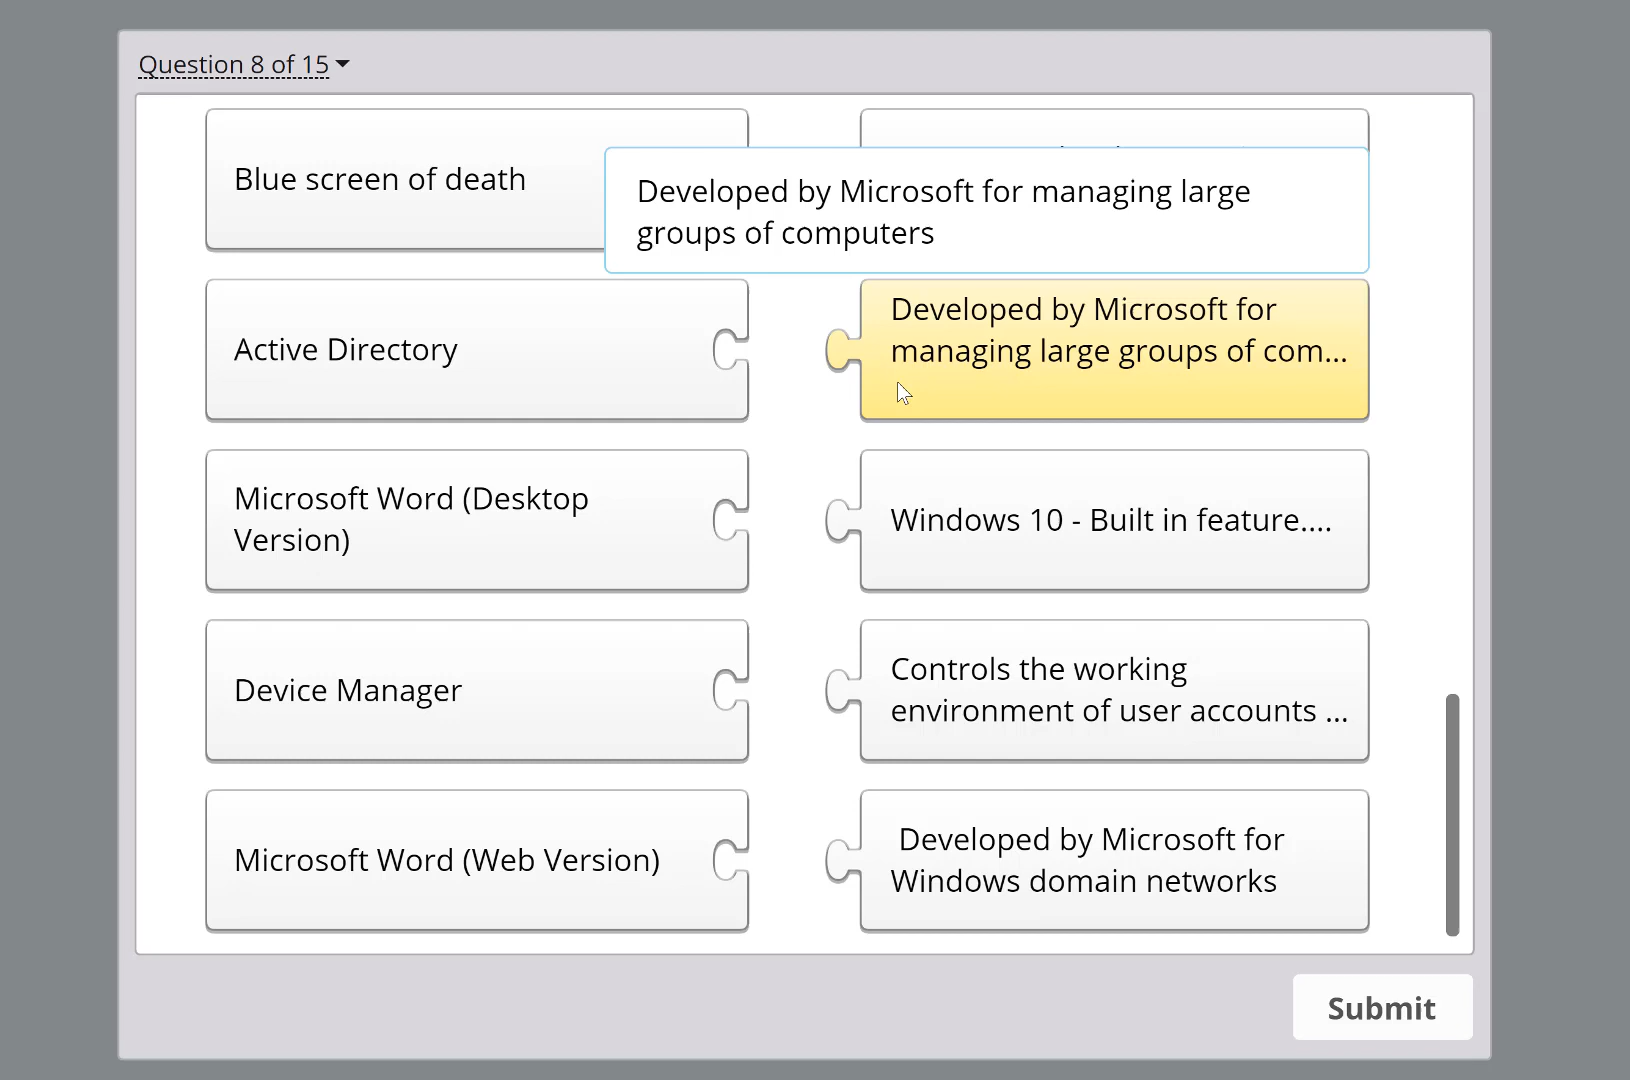 Question 8 of 15
Blue screen of death
Developed by Microsoft for managing large
groups of computers
Active Directory
Developed by Microsoft for
managing large groups of com...
Microsoft Word (Desktop
Version)
Windows 10 - Built in feature....
Device Manager
Controls the working
environment of user accounts ...
Microsoft Word (Web Version)
Developed by Microsoft for
Windows domain networks
Submit